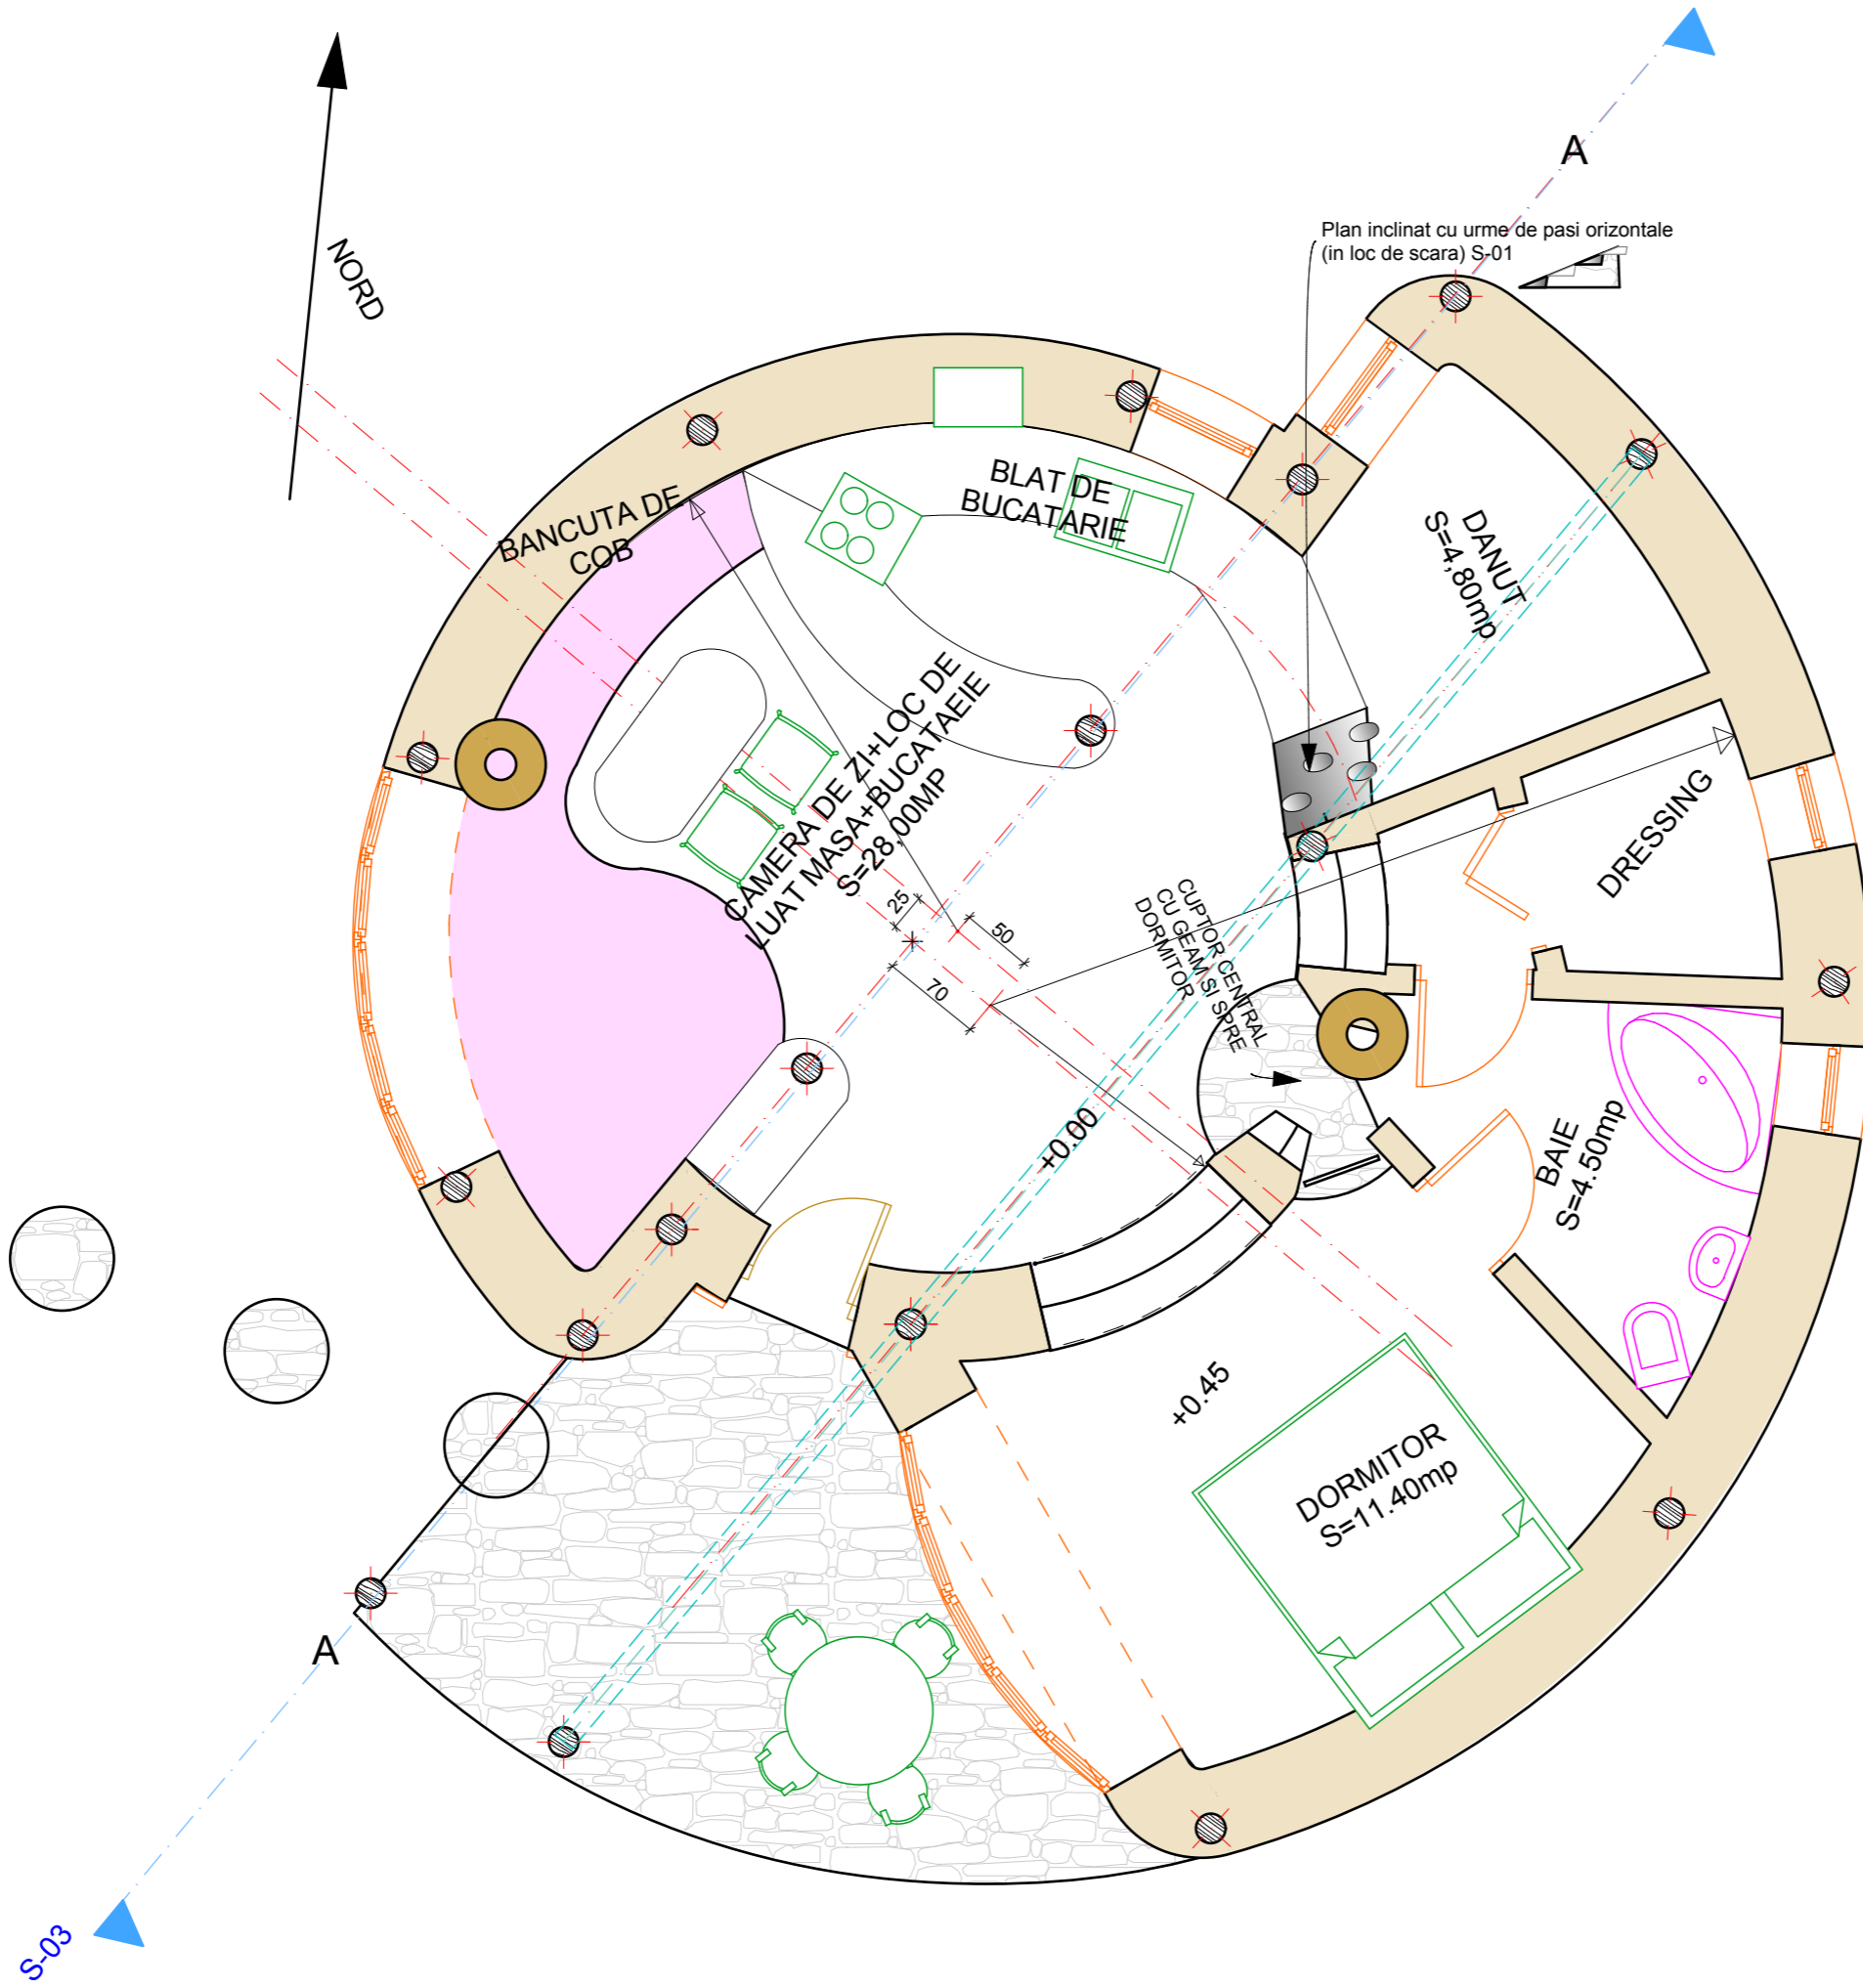 A
Plan inclinat cu urme de pasi orizontale
(in loc de scara) S-01
NORD
BLAT DE
BUCATARIE
BANCUTA DE
COB
DANUT
S=4,80mp
CAMERA DE ZI+LOC DE
LUAT MASA+BUCATAEIE
S=28,00MP
DRESSING
25
50
70
CUPTOR CENTRAL
CU GEAM SI SPRE
DORMITOR
+0.00
BAIE
S=4.50mp
+0.45
DORMITOR
S=11.40mp
A
S-03